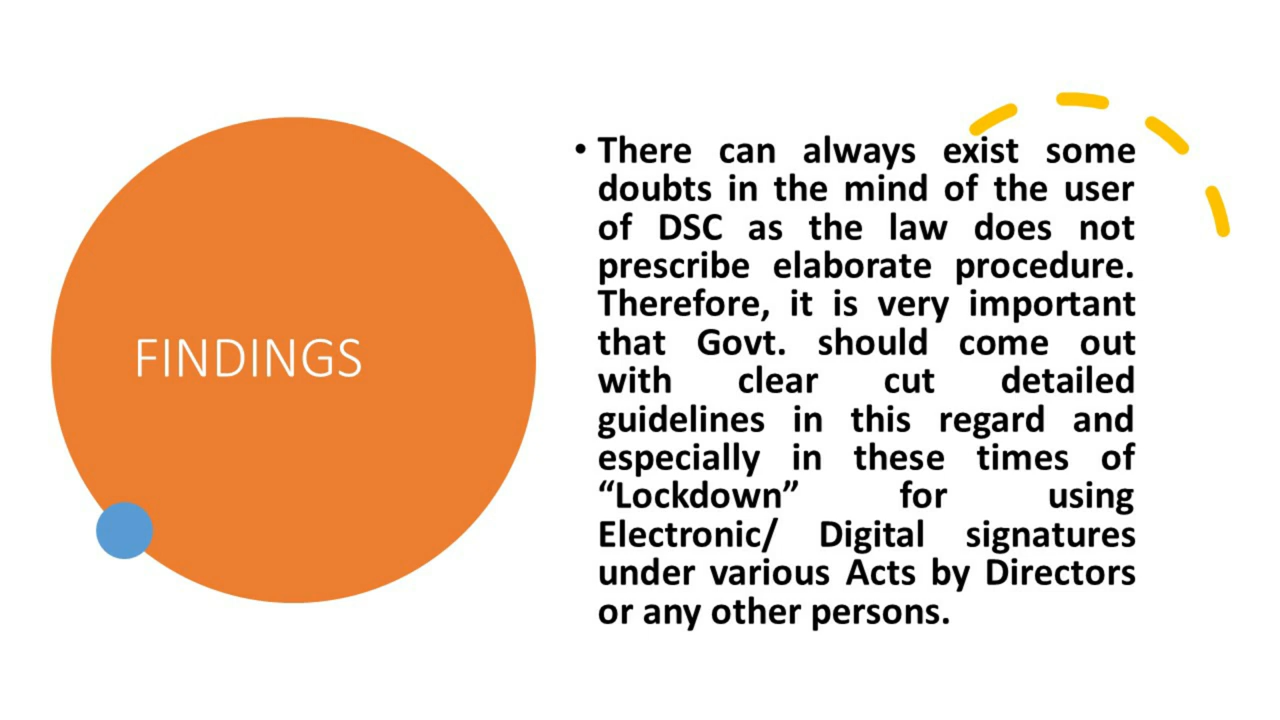 FINDINGS
• There can always exist some
doubts in the mind of the user
of DSC as the law does not
prescribe elaborate procedure.
Therefore, it is very important
that Govt. should come out
with clear cut detailed
guidelines in this regard and
especially in these times of
“Lockdown” for using
Electronic/ Digital signatures
under various Acts by Directors
or any other persons.